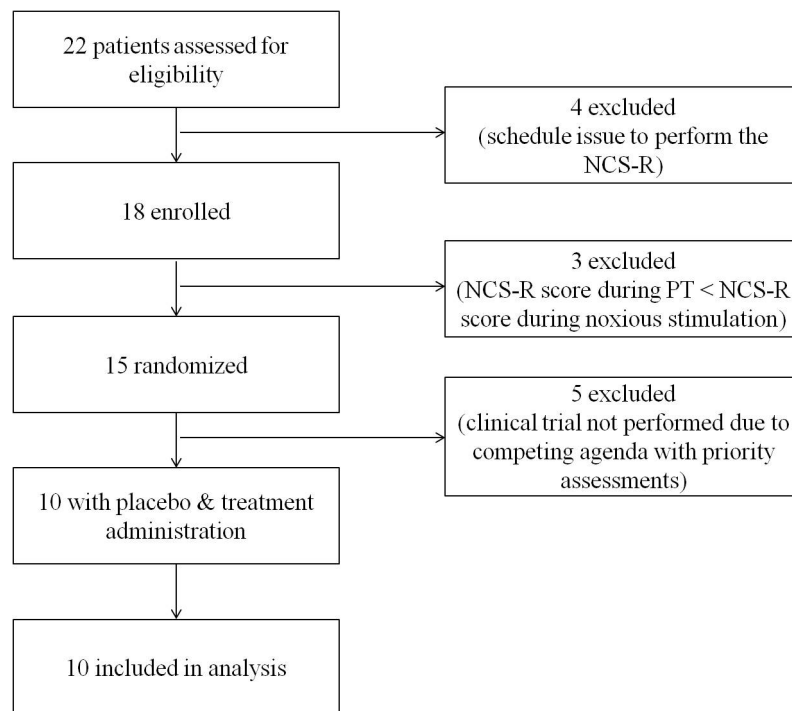 22 patients assessed for
eligibility
4 excluded
(schedule issue to perform the
NCS-R)
18 enrolled
3 excluded
(NCS-R score during PT < NCS-R
score during noxious stimulation)
15 randomized
5 excluded
(clinical trial not performed due to
competing agenda with priority
assessments)
10 with placebo & treatment
administration
10 included in analysis